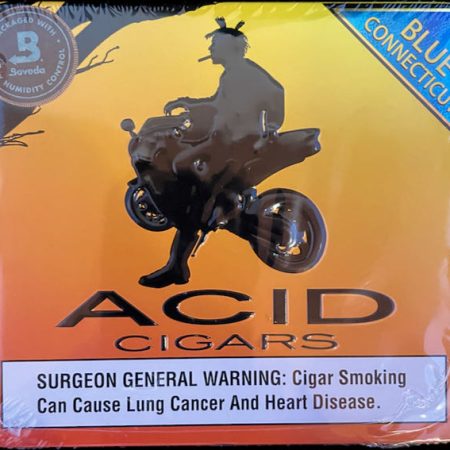 PACKAGED WITH
B
Boveda
HUMIDITY CONTROL
BLUE
CONNECTICUT
ACID
CIGARS
SURGEON GENERAL WARNING: Cigar Smoking
Can Cause Lung Cancer And Heart Disease.